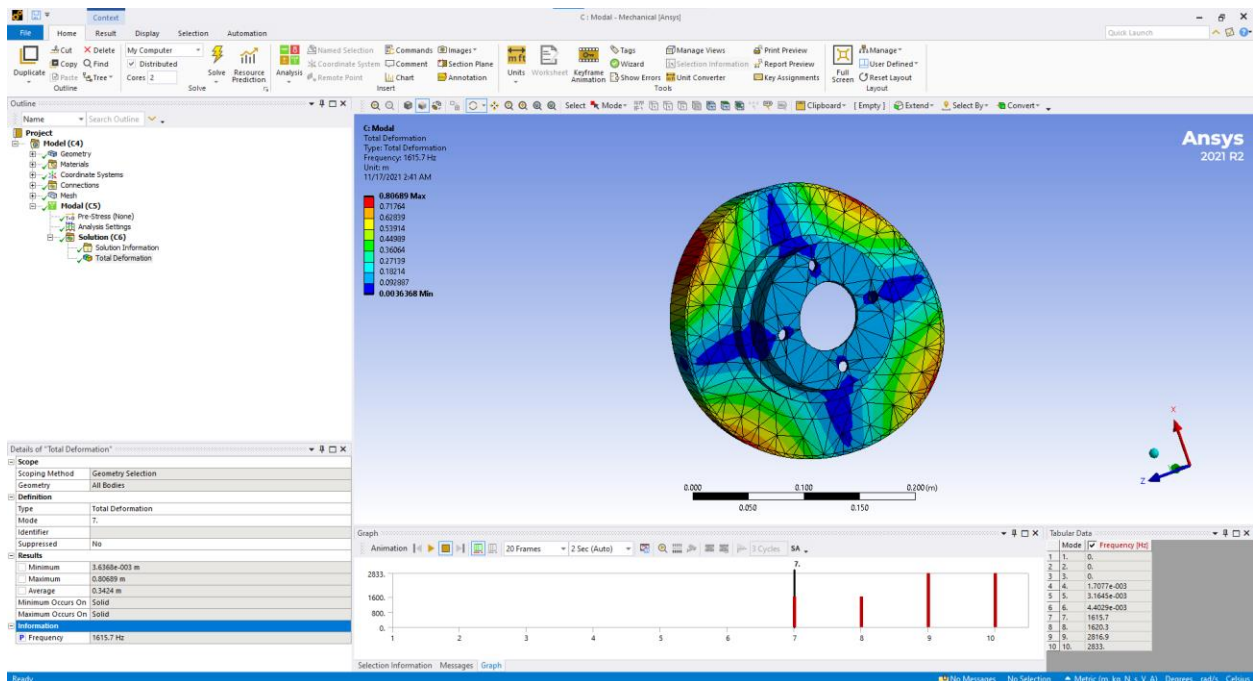 Context
C : Modal - Mechanical [Ansys]
File Home Result Display Selection Automation
Quick Launch
Duplicate
Cut
Copy
Paste
Delete
Find
Tree
Outline
My Computer
Distributed
Cores 2
Solve
Resource Prediction
Solve
Analysis
Named Selection
Coordinate System
Remote Point
Commands
Comment
Chart
Images
Section Plane
Annotation
Insert
Units
Worksheet
Keyframe Animation
Tags
Wizard
Show Errors
Manage Views
Selection Information
Unit Converter
Print Preview
Report Preview
Key Assignments
Tools
Full Screen
Manage
User Defined
Reset Layout
Layout
Outline
Name Search Outline
Select Mode Clipboard [ Empty ] Extend Select By Convert
Project
Model (C4)
Geometry
Materials
Coordinate Systems
Connections
Mesh
Modal (C5)
Pre-Stress (None)
Analysis Settings
Solution (C6)
Solution Information
Total Deformation
C: Modal
Total Deformation
Type: Total Deformation
Frequency: 1615.7 Hz
Unit: m
11/17/2021 2:41 AM
0.80689 Max
0.71764
0.62839
0.53914
0.44989
0.36064
0.27139
0.18214
0.092887
0.0036368 Min
Ansys
2021 R2
X
Z
0.000 0.100 0.200 (m)
0.050 0.150
Details of "Total Deformation"
Scope
Scoping Method Geometry Selection
Geometry All Bodies
Definition
Type Total Deformation
Mode 7.
Identifier
Suppressed No
Results
Minimum 3.6368e-003 m
Maximum 0.80689 m
Average 0.3424 m
Minimum Occurs On Solid
Maximum Occurs On Solid
Information
P Frequency 1615.7 Hz
Graph
Animation 20 Frames 2 Sec (Auto) 3 Cycles SA
7.
2833.
1600.
800.
0.
1 2 3 4 5 6 7 8 9 10
Selection Information Messages Graph
Tabular Data
Mode Frequency [Hz]
1 1. 0.
2 2. 0.
3 3. 0.
4 4. 1.7077e-003
5 5. 3.1645e-003
6 6. 4.4029e-003
7 7. 1615.7
8 8. 1620.3
9 9. 2816.9
10 10. 2833.
Ready
No Messages No Selection Metric (m, kg, N, s, V, A) Degrees rad/s Celsius